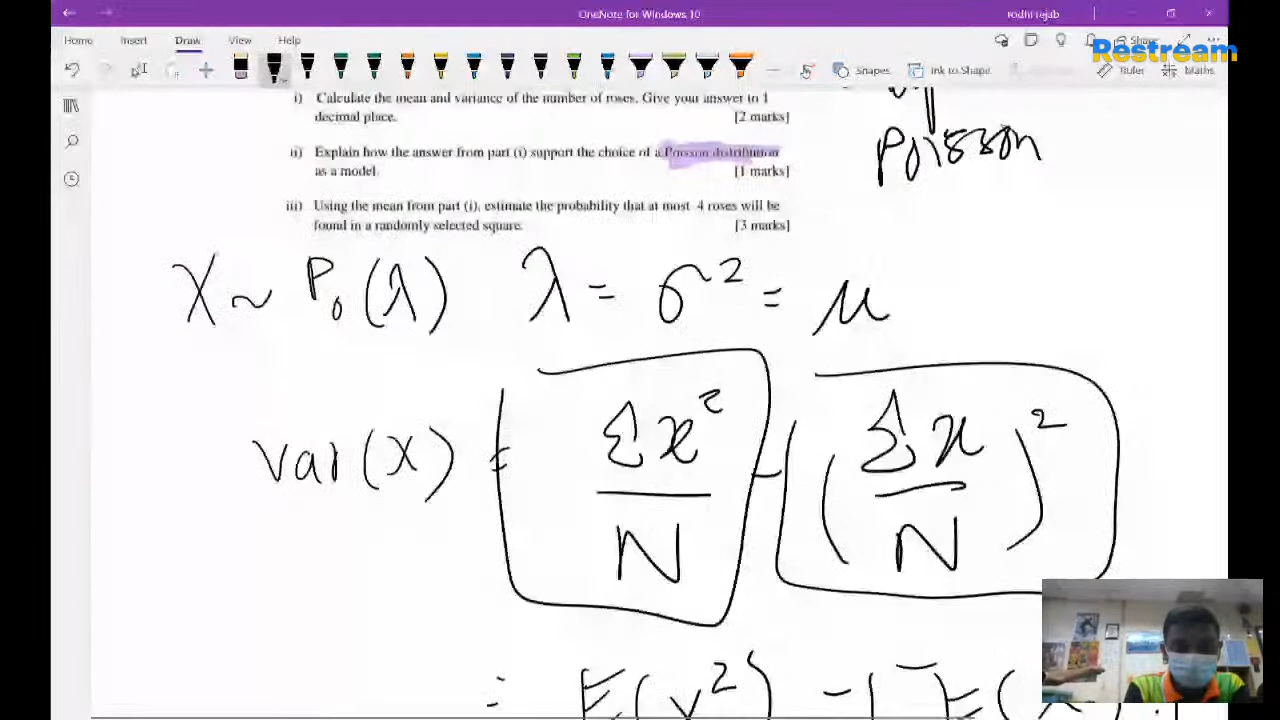 OneNote for Windows 10
rodhi rejab
Home Insert Draw View Help
Share
Restream
Shapes Ink to Shape Ruler Maths
i) Calculate the mean and variance of the number of roses. Give your answer to 1
decimal place. [2 marks]
ii) Explain how the answer from part (i) support the choice of a Poisson distribution
as a model. [1 marks]
iii) Using the mean from part (i), estimate the probability that at most 4 roses will be
found in a randomly selected square. [3 marks]
Poisson
X ~ P₀(λ) λ = σ² = μ
var(X) = Σx²/N - (Σx/N)²